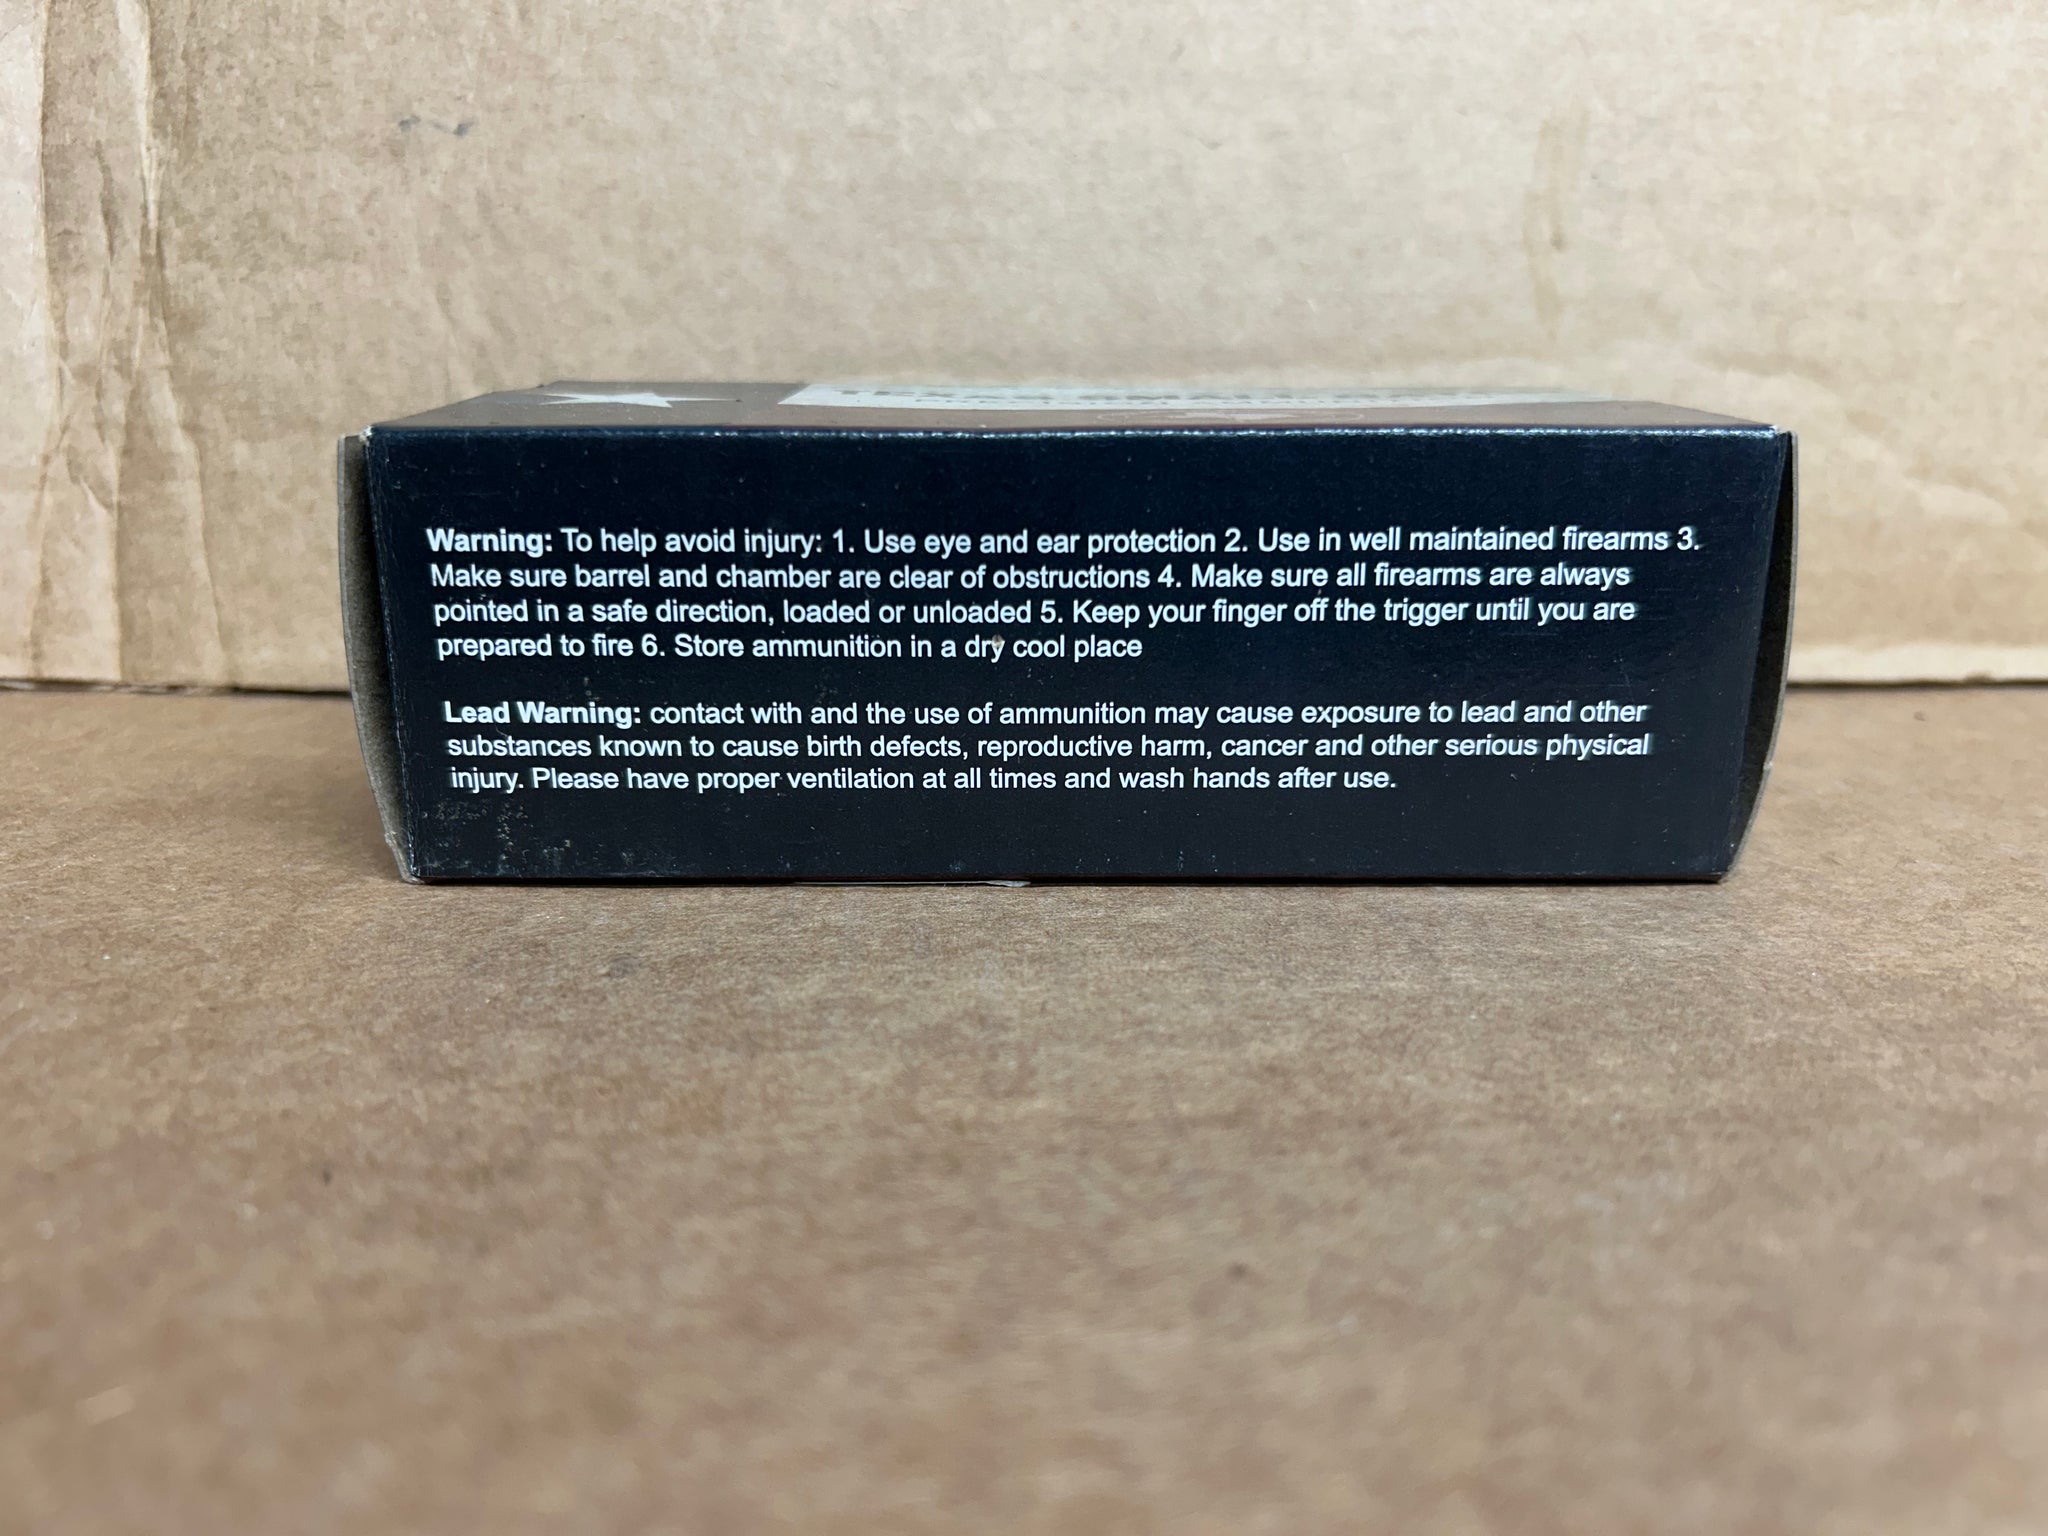 Warning: To help avoid injury: 1. Use eye and ear protection 2. Use in well maintained firearms 3.
Make sure barrel and chamber are clear of obstructions 4. Make sure all firearms are always
pointed in a safe direction, loaded or unloaded 5. Keep your finger off the trigger until you are
prepared to fire 6. Store ammunition in a dry cool place
Lead Warning: contact with and the use of ammunition may cause exposure to lead and other
substances known to cause birth defects, reproductive harm, cancer and other serious physical
injury. Please have proper ventilation at all times and wash hands after use.